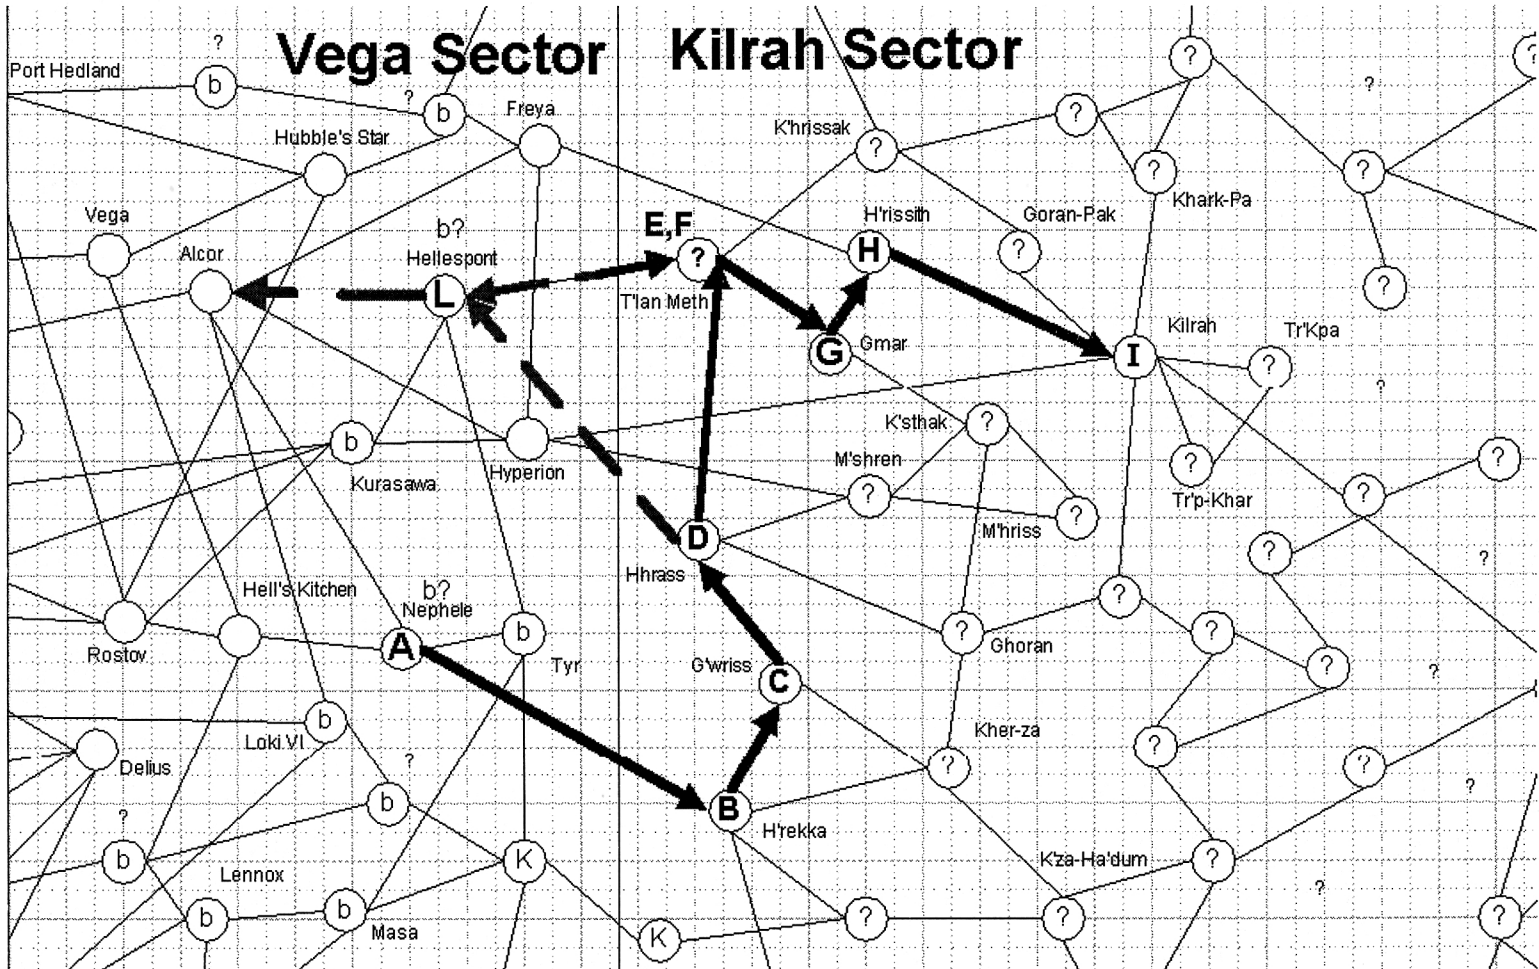 Vega Sector
Kilrah Sector
?
Port Hedland
b
?
b
Freya
Hubble's Star
K'hrissak
?
?
?
?
?
?
?
Khark-Pa
Vega
Alcor
b?
Hellespont
L
E,F
?
T'lan Meth
H'rissith
H
Goran-Pak
?
?
G
Gmar
Kilrah
I
Tr'Kpa
?
?
b
Kurasawa
Hyperion
K'sthak
?
M'shren
?
M'hriss
?
?
Tr'p-Khar
?
?
D
Hhrass
?
?
Hell's Kitchen
b?
Nephele
A
b
Tyr
Rostov
?
?
Ghoran
?
?
?
G'wriss
C
b
Loki VI
Delius
?
b
?
b
Kher-za
?
?
?
?
B
H'rekka
K
K'za-Ha'dum
?
?
Lennox
b
b
Masa
K
?
?
?